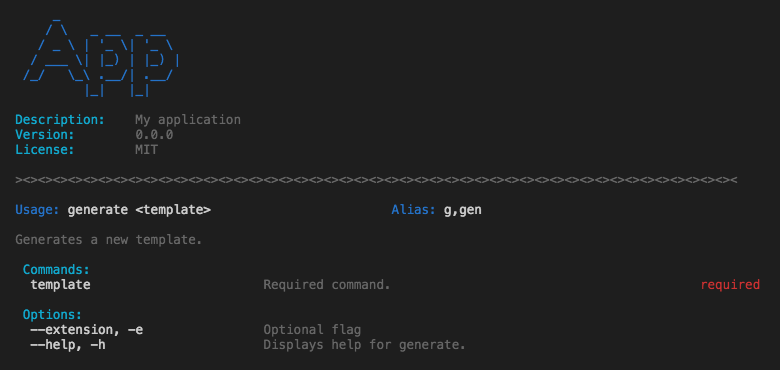 App
Description: My application
Version: 0.0.0
License: MIT
><><><><><><><><><><><><><><><><><><><><><><><><><><><><><><><><><><><><><><><><><><><><><><><><
Usage: generate <template> Alias: g,gen
Generates a new template.
Commands:
template Required command. required
Options:
--extension, -e Optional flag
--help, -h Displays help for generate.